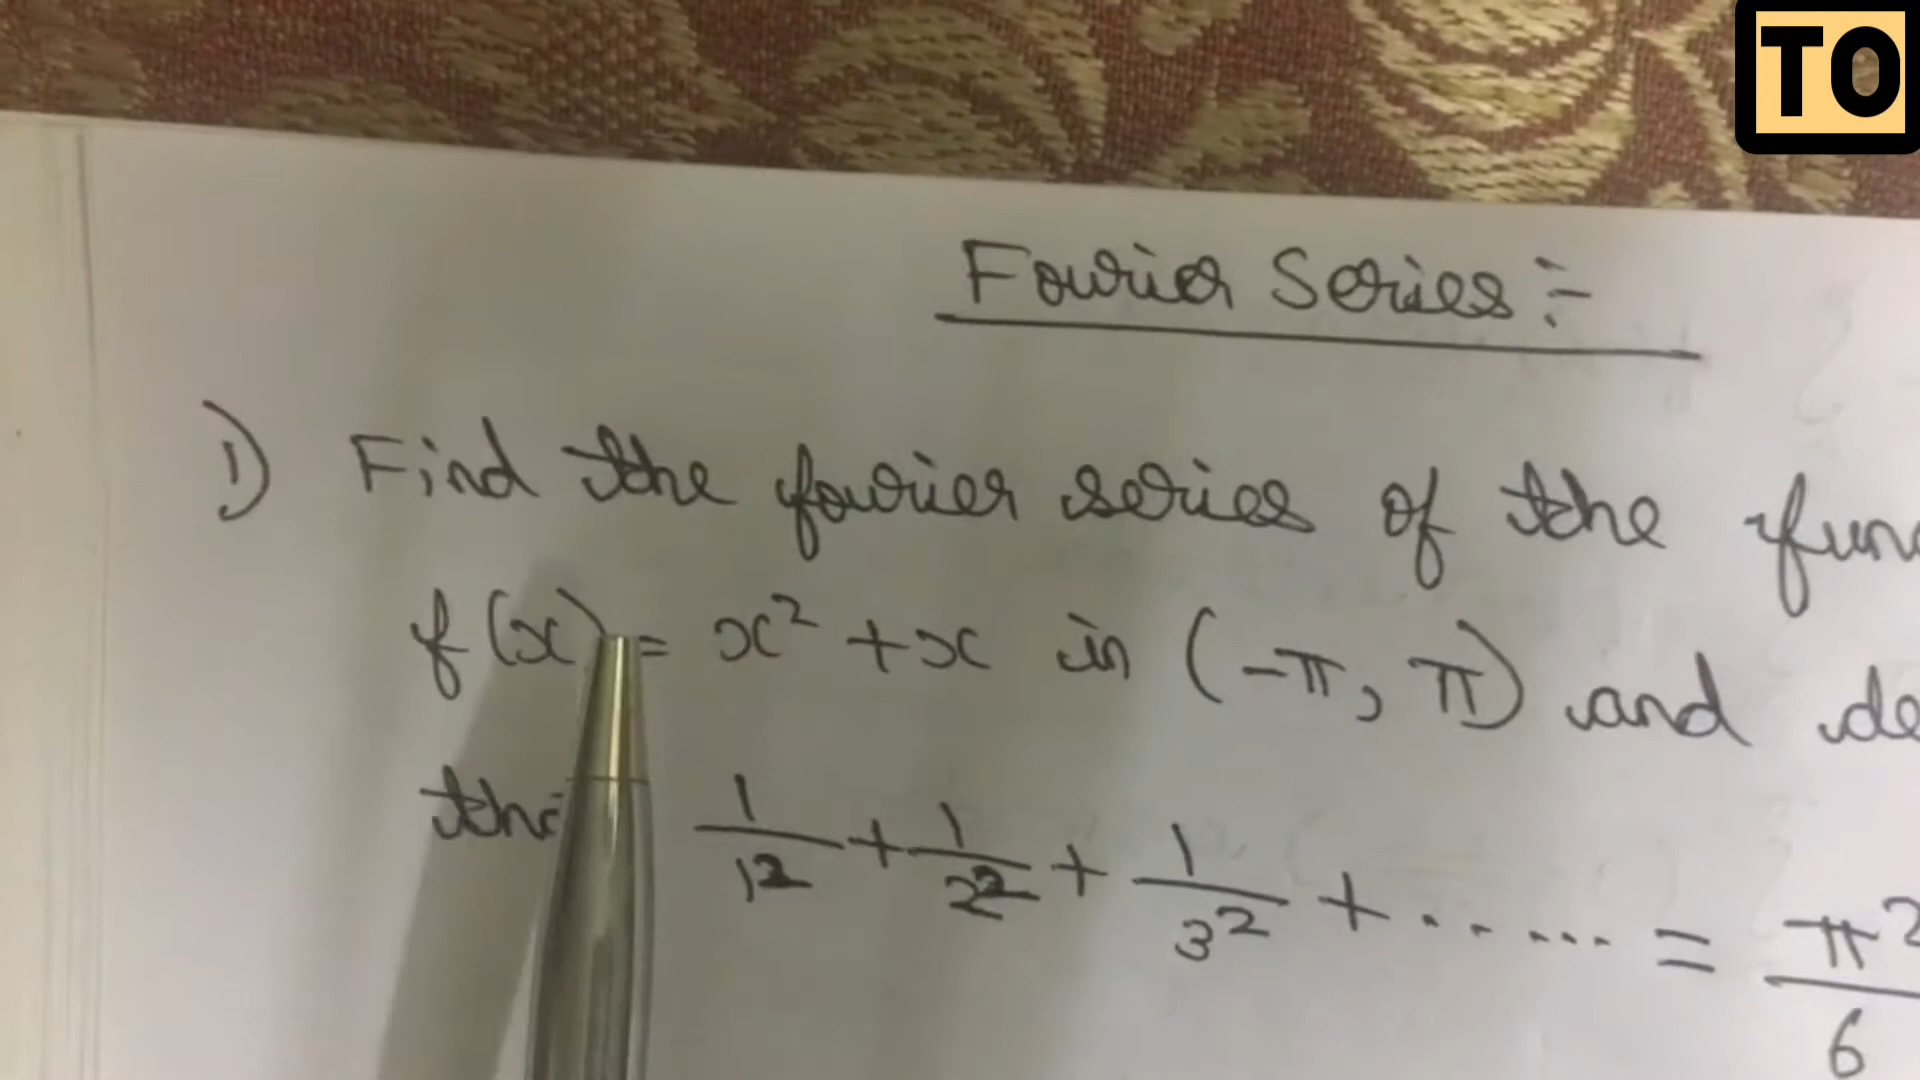 TO
Fourier Series :-
1) Find the fourier series of the
f(x) = x² + x in (-π, π) and
1/1² + 1/2² + 1/3² + ..... = π²/6